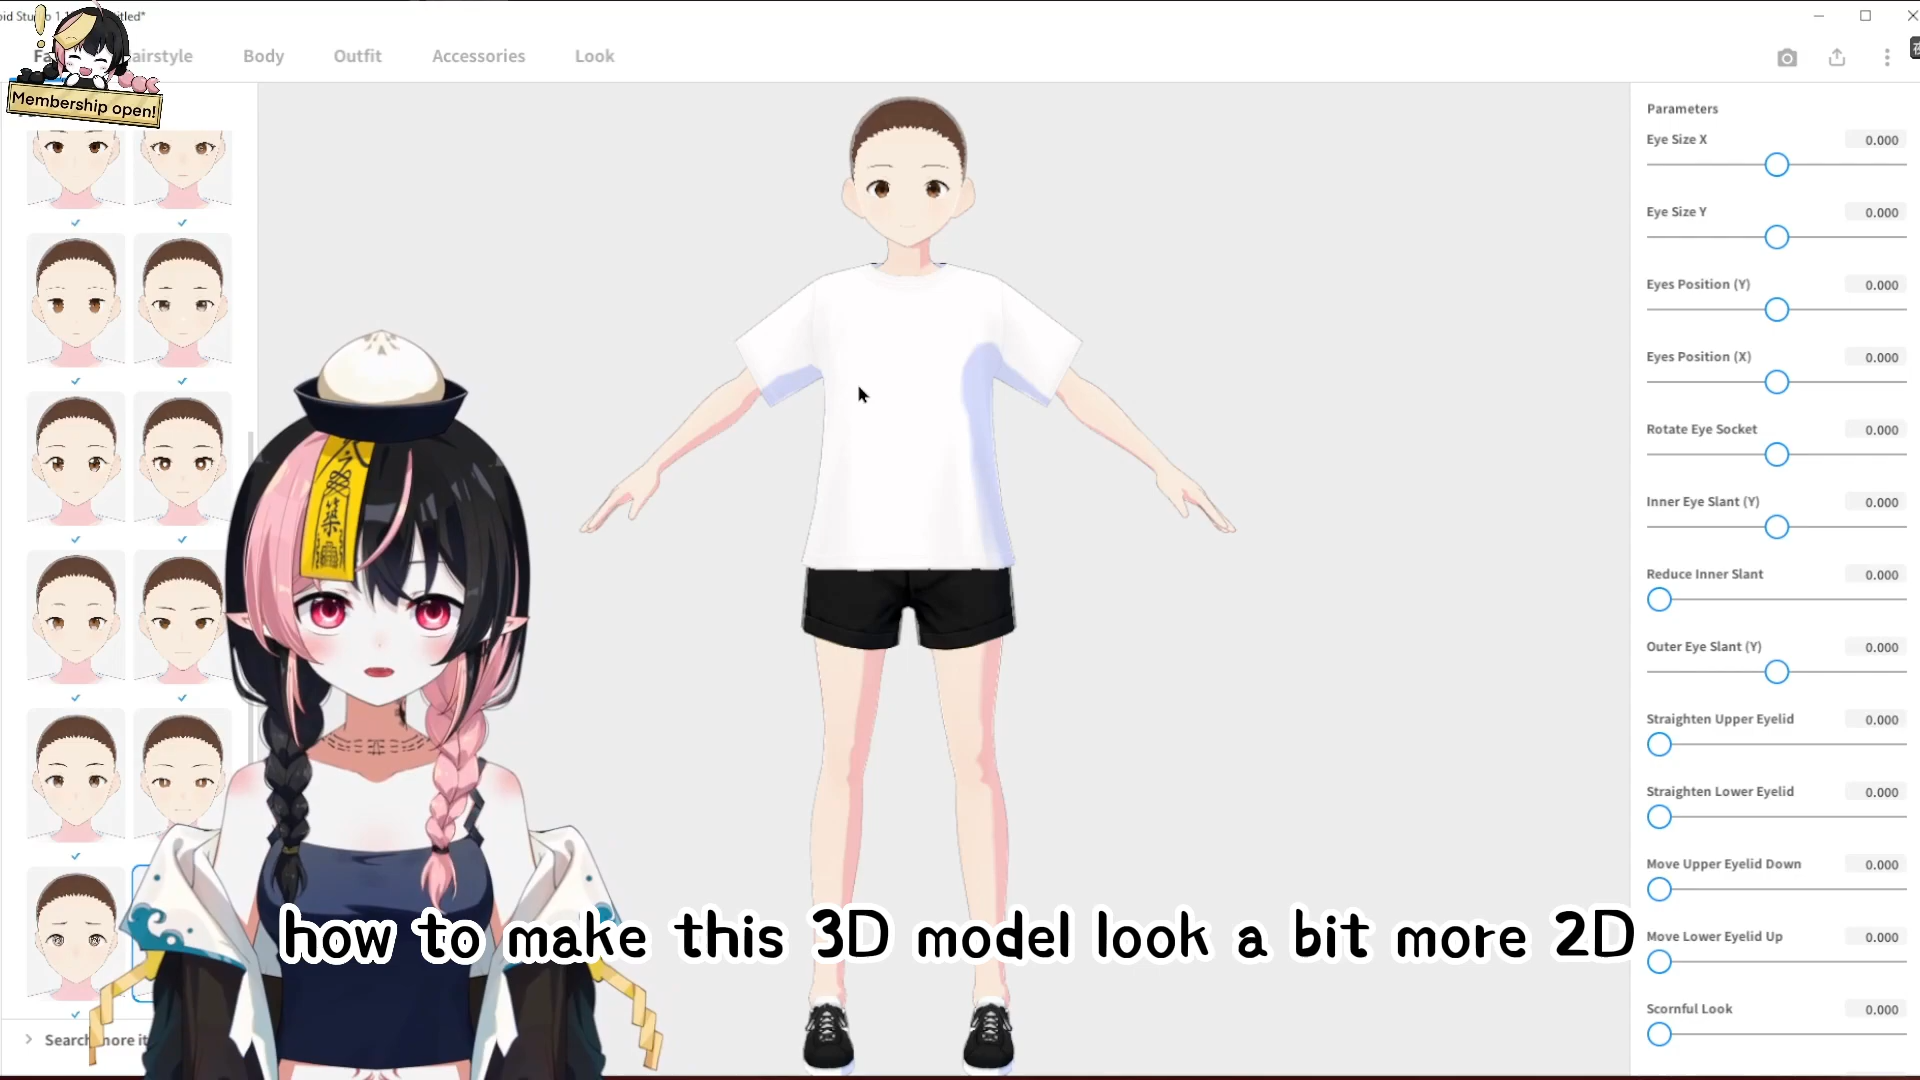 Untitled*
Membership open!
Hairstyle
Body
Outfit
Accessories
Look
Parameters
Eye Size X
0.000
Eye Size Y
0.000
Eyes Position (Y)
0.000
Eyes Position (X)
0.000
Rotate Eye Socket
0.000
Inner Eye Slant (Y)
0.000
Reduce Inner Slant
0.000
Outer Eye Slant (Y)
0.000
Straighten Upper Eyelid
0.000
Straighten Lower Eyelid
0.000
Move Upper Eyelid Down
0.000
how to make this 3D model look a bit more 2D
Move Lower Eyelid Up
0.000
Scornful Look
0.000
Search more